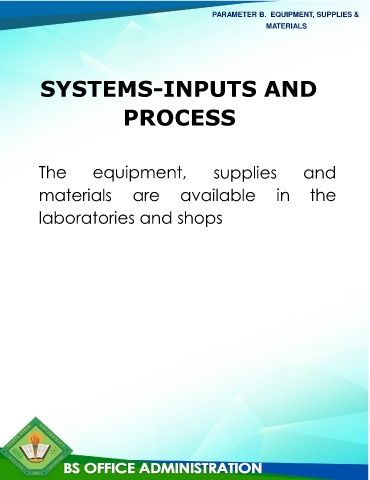 PARAMETER B. EQUIPMENT, SUPPLIES &
MATERIALS
SYSTEMS-INPUTS AND
PROCESS
The equipment, supplies and
materials are available in the
laboratories and shops
BS OFFICE ADMINISTRATION